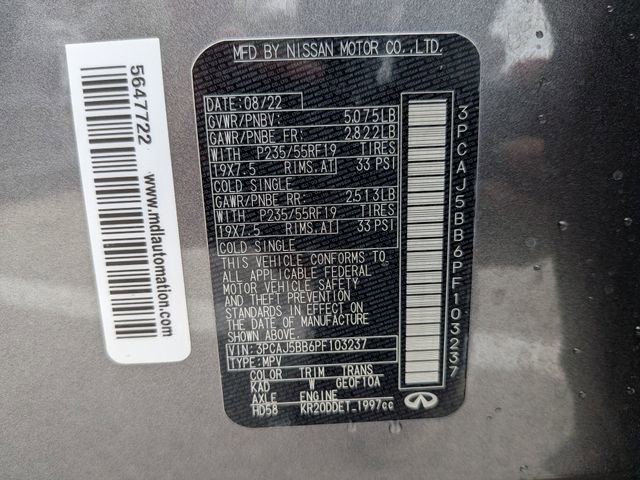 MFD BY NISSAN MOTOR CO.,LTD.
DATE: 08/22
GVWR/PNBV: 5075LB
GAWR/PNBE FR: 2822LB
WITH P235/55RF19 TIRES
19X7.5 RIMS,AT 33 PSI
COLD SINGLE
GAWR/PNBE RR: 2513LB
WITH P235/55RF19 TIRES
19X7.5 RIMS,AT 33 PSI
COLD SINGLE
THIS VEHICLE CONFORMS TO
ALL APPLICABLE FEDERAL
MOTOR VEHICLE SAFETY
AND THEFT PREVENTION
STANDARDS IN EFFECT ON THE
DATE OF MANUFACTURE
SHOWN ABOVE.
VIN: 3PCAJ5BB6PF103237
TYPE: MPV
COLOR TRIM TRANS
KAD W GEOF10A
AXLE ENGINE
HD58 KR20DDET 1997cc
3PCAJ5BB6PF103237
5647722
www.mdlautomation.com